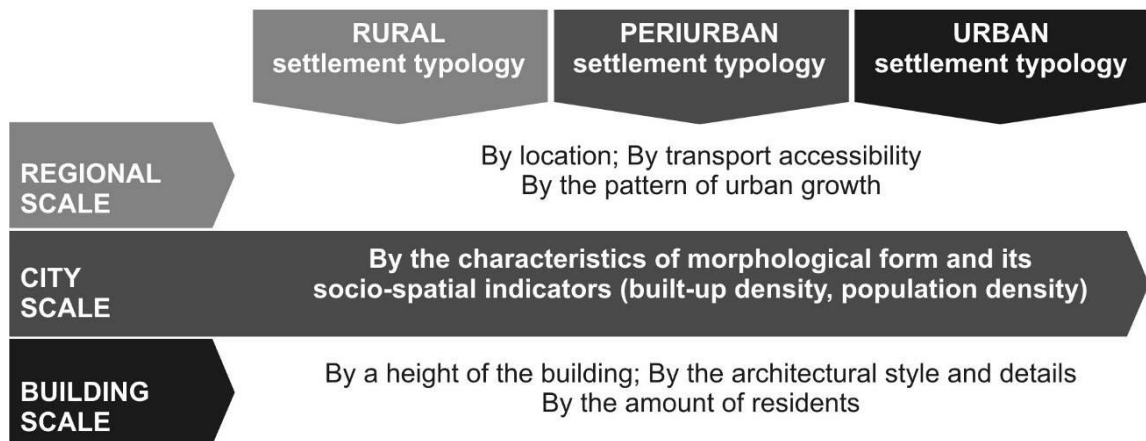 RURAL
settlement typology
PERIURBAN
settlement typology
URBAN
settlement typology
REGIONAL
SCALE
By location; By transport accessibility
By the pattern of urban growth
CITY
SCALE
By the characteristics of morphological form and its
socio-spatial indicators (built-up density, population density)
BUILDING
SCALE
By a height of the building; By the architectural style and details
By the amount of residents